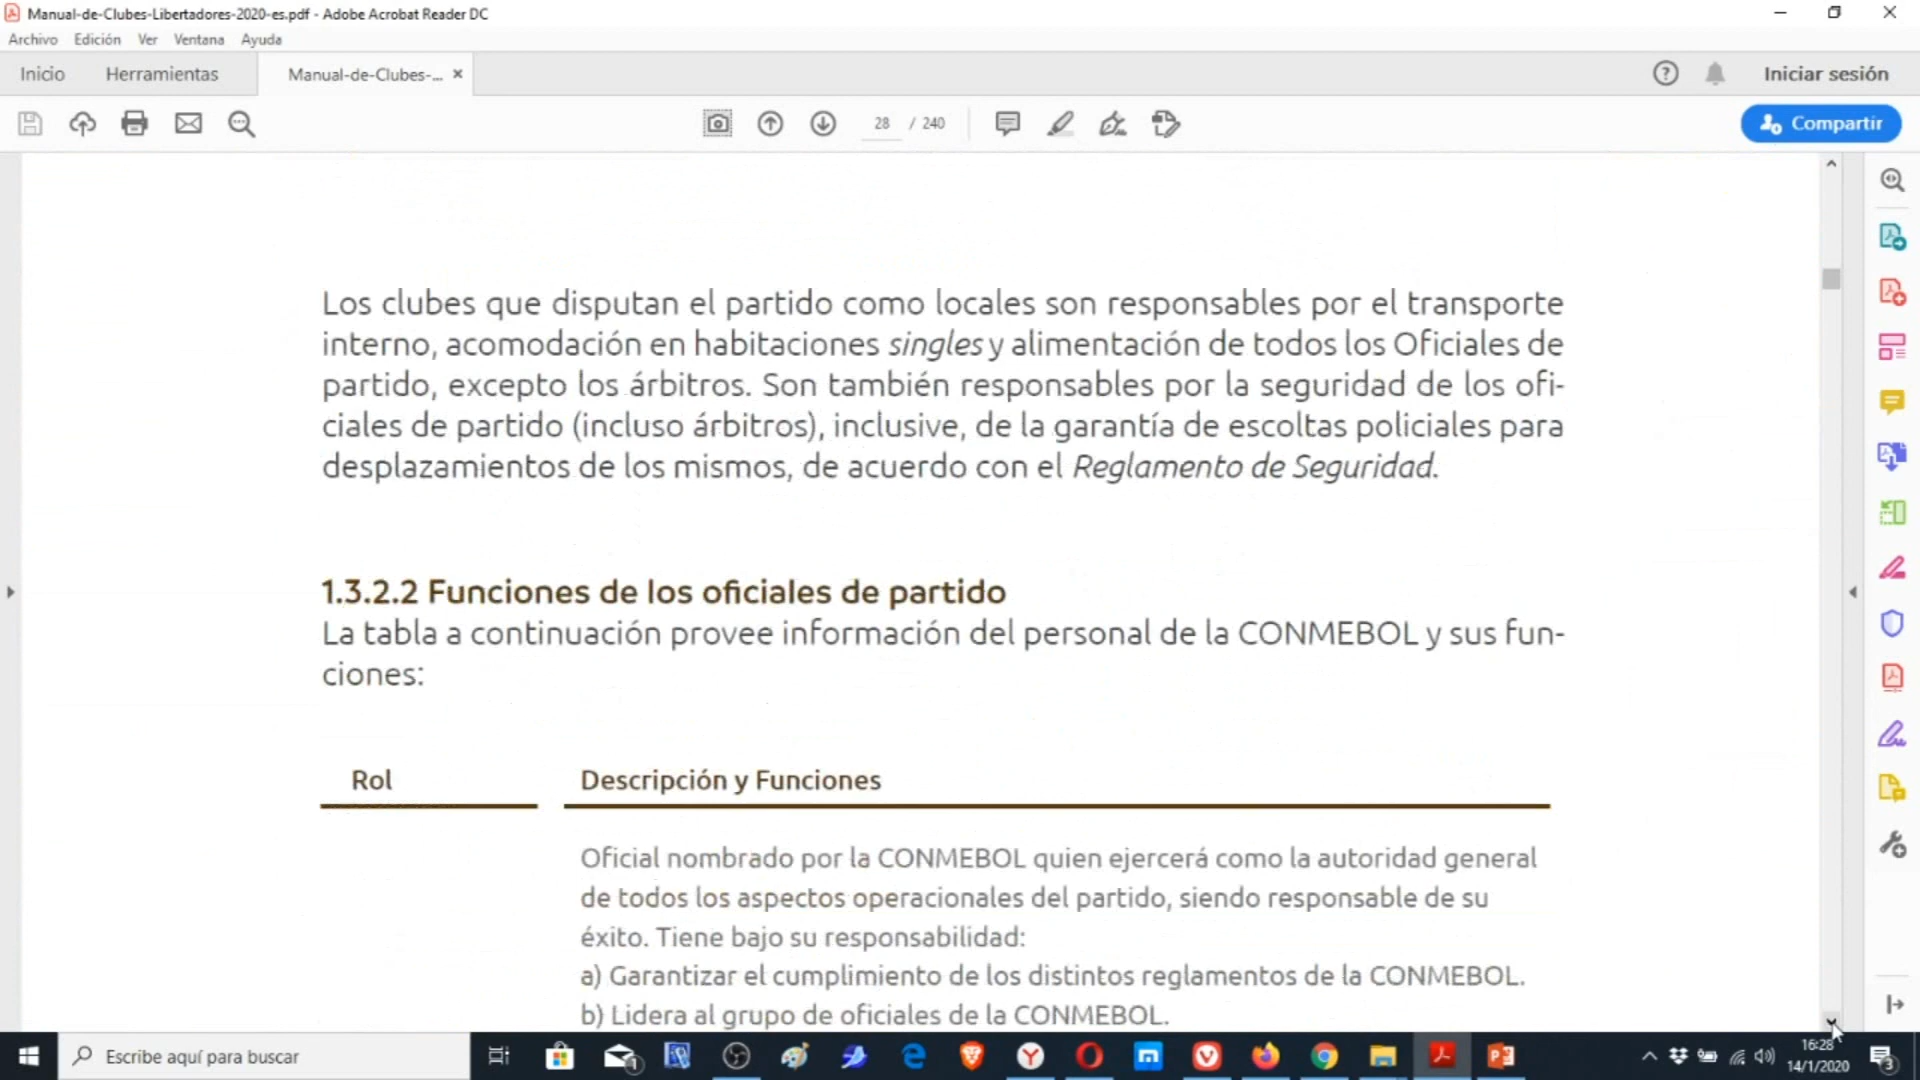 Manual-de-Clubes-Libertadores-2020-es.pdf - Adobe Acrobat Reader DC
Archivo Edición Ver Ventana Ayuda
Inicio Herramientas Manual-de-Clubes-... × Iniciar sesión
28 / 240 Compartir
Los clubes que disputan el partido como locales son responsables por el transporte
interno, acomodación en habitaciones singles y alimentación de todos los Oficiales de
partido, excepto los árbitros. Son también responsables por la seguridad de los ofi-
ciales de partido (incluso árbitros), inclusive, de la garantía de escoltas policiales para
desplazamientos de los mismos, de acuerdo con el Reglamento de Seguridad.
1.3.2.2 Funciones de los oficiales de partido
La tabla a continuación provee información del personal de la CONMEBOL y sus fun-
ciones:
Rol Descripción y Funciones
Oficial nombrado por la CONMEBOL quien ejercerá como la autoridad general
de todos los aspectos operacionales del partido, siendo responsable de su
éxito. Tiene bajo su responsabilidad:
a) Garantizar el cumplimiento de los distintos reglamentos de la CONMEBOL.
b) Lidera al grupo de oficiales de la CONMEBOL.
Escribe aquí para buscar
16:28
14/1/2020